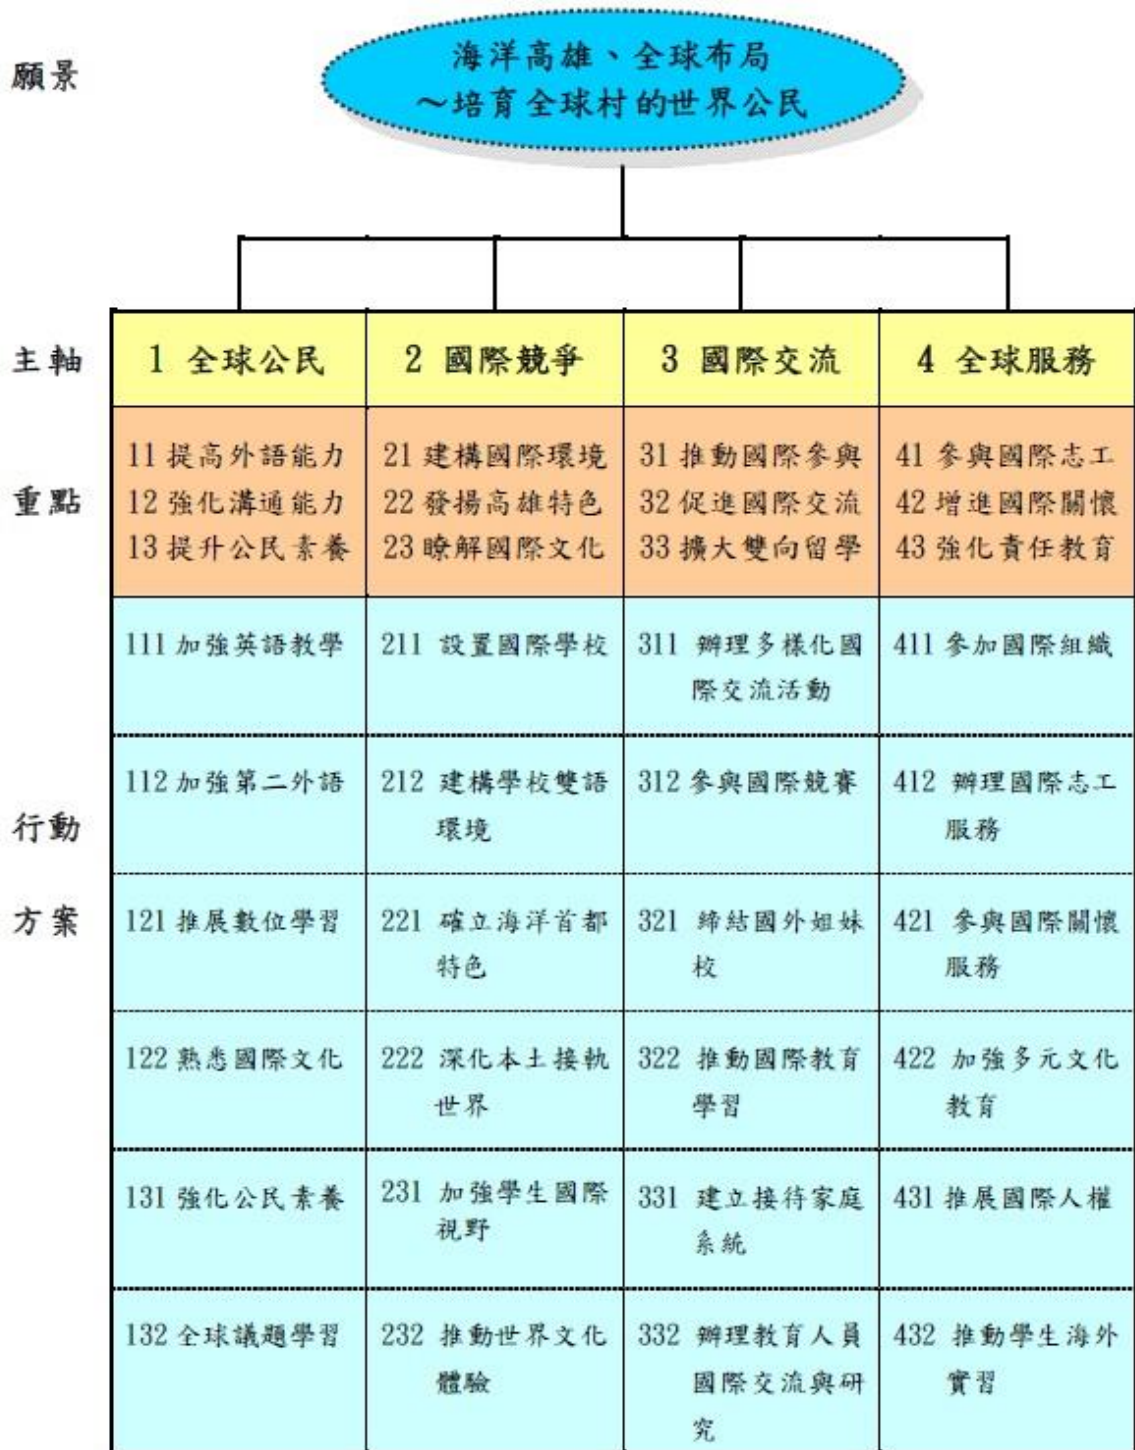 願景
海洋高雄、全球布局
～培育全球村的世界公民
主軸
1 全球公民
2 國際競爭
3 國際交流
4 全球服務
重點
11 提高外語能力
12 強化溝通能力
13 提升公民素養
21 建構國際環境
22 發揚高雄特色
23 瞭解國際文化
31 推動國際參與
32 促進國際交流
33 擴大雙向留學
41 參與國際志工
42 增進國際關懷
43 強化責任教育
行動
方案
111 加強英語教學
211 設置國際學校
311 辦理多樣化國
際交流活動
411 參加國際組織
112 加強第二外語
212 建構學校雙語
環境
312 參與國際競賽
412 辦理國際志工
服務
121 推展數位學習
221 確立海洋首都
特色
321 締結國外姐妹
校
421 參與國際關懷
服務
122 熟悉國際文化
222 深化本土接軌
世界
322 推動國際教育
學習
422 加強多元文化
教育
131 強化公民素養
231 加強學生國際
視野
331 建立接待家庭
系統
431 推展國際人權
132 全球議題學習
232 推動世界文化
體驗
332 辦理教育人員
國際交流與研
究
432 推動學生海外
實習